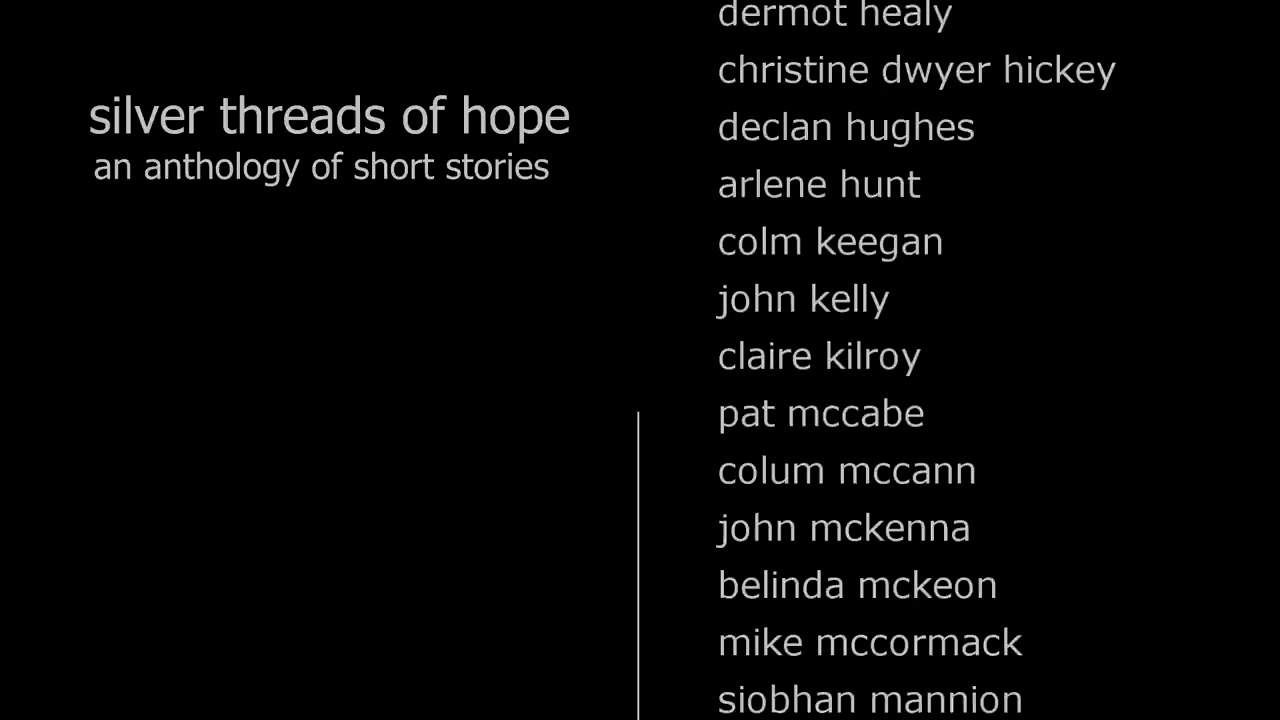 silver threads of hope
an anthology of short stories
dermot healy
christine dwyer hickey
declan hughes
arlene hunt
colm keegan
john kelly
claire kilroy
pat mccabe
colum mccann
john mckenna
belinda mckeon
mike mccormack
siobhan mannion